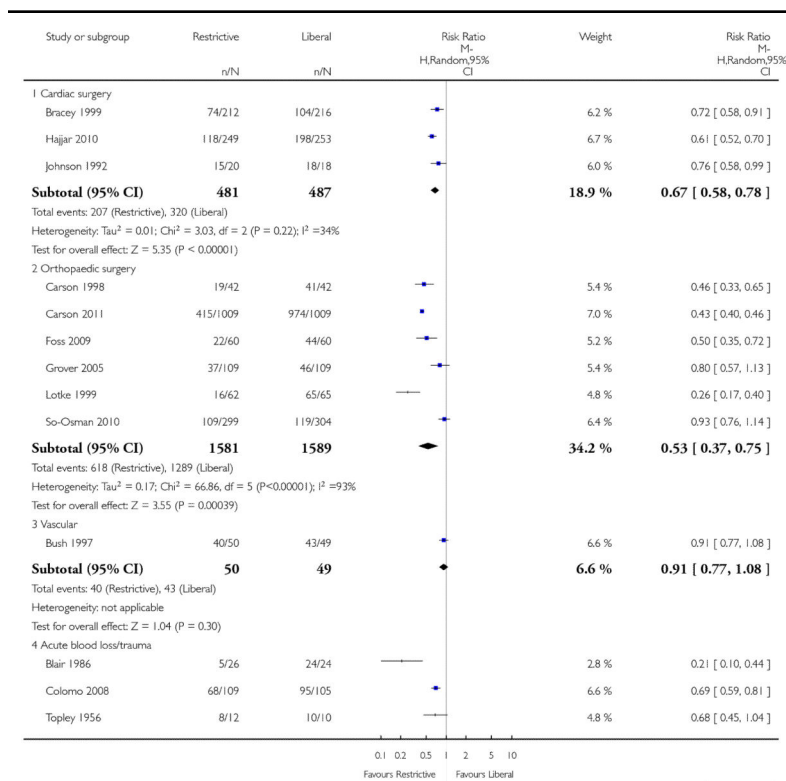 Study or subgroup Restrictive Liberal Risk Ratio Weight Risk Ratio
M- M-
H,Random,95% H,Random,95%
n/N n/N CI CI
1 Cardiac surgery
Bracey 1999 74/212 104/216 6.2 % 0.72 [ 0.58, 0.91 ]
Hajjar 2010 118/249 198/253 6.7 % 0.61 [ 0.52, 0.70 ]
Johnson 1992 15/20 18/18 6.0 % 0.76 [ 0.58, 0.99 ]
Subtotal (95% CI) 481 487 18.9 % 0.67 [ 0.58, 0.78 ]
Total events: 207 (Restrictive), 320 (Liberal)
Heterogeneity: Tau² = 0.01; Chi² = 3.03, df = 2 (P = 0.22); I² =34%
Test for overall effect: Z = 5.35 (P < 0.00001)
2 Orthopaedic surgery
Carson 1998 19/42 41/42 5.4 % 0.46 [ 0.33, 0.65 ]
Carson 2011 415/1009 974/1009 7.0 % 0.43 [ 0.40, 0.46 ]
Foss 2009 22/60 44/60 5.2 % 0.50 [ 0.35, 0.72 ]
Grover 2005 37/109 46/109 5.4 % 0.80 [ 0.57, 1.13 ]
Lotke 1999 16/62 65/65 4.8 % 0.26 [ 0.17, 0.40 ]
So-Osman 2010 109/299 119/304 6.4 % 0.93 [ 0.76, 1.14 ]
Subtotal (95% CI) 1581 1589 34.2 % 0.53 [ 0.37, 0.75 ]
Total events: 618 (Restrictive), 1289 (Liberal)
Heterogeneity: Tau² = 0.17; Chi² = 66.86, df = 5 (P<0.00001); I² =93%
Test for overall effect: Z = 3.55 (P = 0.00039)
3 Vascular
Bush 1997 40/50 43/49 6.6 % 0.91 [ 0.77, 1.08 ]
Subtotal (95% CI) 50 49 6.6 % 0.91 [ 0.77, 1.08 ]
Total events: 40 (Restrictive), 43 (Liberal)
Heterogeneity: not applicable
Test for overall effect: Z = 1.04 (P = 0.30)
4 Acute blood loss/trauma
Blair 1986 5/26 24/24 2.8 % 0.21 [ 0.10, 0.44 ]
Colomo 2008 68/109 95/105 6.6 % 0.69 [ 0.59, 0.81 ]
Topley 1956 8/12 10/10 4.8 % 0.68 [ 0.45, 1.04 ]
0.1 0.2 0.5 1 2 5 10
Favours Restrictive Favours Liberal